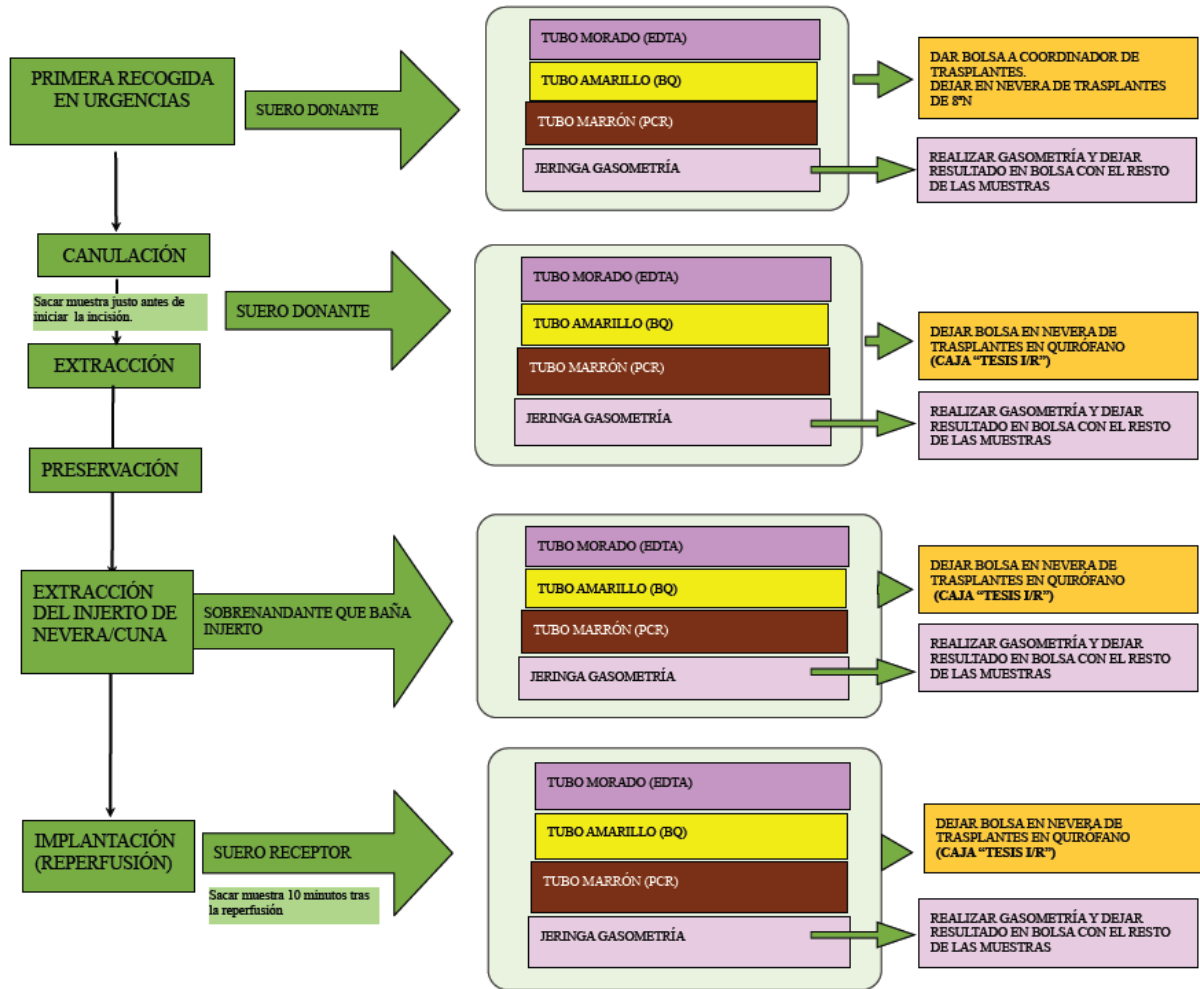 PRIMERA RECOGIDA
EN URGENCIAS
SUERO DONANTE
TUBO MORADO (EDTA)
TUBO AMARILLO (BQ)
TUBO MARRÓN (PCR)
JERINGA GASOMETRÍA
DAR BOLSA A COORDINADOR DE
TRASPLANTES.
DEJAR EN NEVERA DE TRASPLANTES
DE 8ªN
REALIZAR GASOMETRÍA Y DEJAR
RESULTADO EN BOLSA CON EL RESTO
DE LAS MUESTRAS
CANULACIÓN
Sacar muestra justo antes de
iniciar la incisión.
EXTRACCIÓN
SUERO DONANTE
TUBO MORADO (EDTA)
TUBO AMARILLO (BQ)
TUBO MARRÓN (PCR)
JERINGA GASOMETRÍA
DEJAR BOLSA EN NEVERA DE
TRASPLANTES EN QUIRÓFANO
(CAJA “TESIS I/R”)
REALIZAR GASOMETRÍA Y DEJAR
RESULTADO EN BOLSA CON EL RESTO
DE LAS MUESTRAS
PRESERVACIÓN
EXTRACCIÓN
DEL INJERTO DE
NEVERA/CUNA
SOBRENANDANTE QUE BAÑA
INJERTO
TUBO MORADO (EDTA)
TUBO AMARILLO (BQ)
TUBO MARRÓN (PCR)
JERINGA GASOMETRÍA
DEJAR BOLSA EN NEVERA DE
TRASPLANTES EN QUIRÓFANO
(CAJA “TESIS I/R”)
REALIZAR GASOMETRÍA Y DEJAR
RESULTADO EN BOLSA CON EL RESTO
DE LAS MUESTRAS
IMPLANTACIÓN
(REPERFUSIÓN)
SUERO RECEPTOR
Sacar muestra 10 minutos tras
la reperfusión
TUBO MORADO (EDTA)
TUBO AMARILLO (BQ)
TUBO MARRÓN (PCR)
JERINGA GASOMETRÍA
DEJAR BOLSA EN NEVERA DE
TRASPLANTES EN QUIRÓFANO
(CAJA “TESIS I/R”)
REALIZAR GASOMETRÍA Y DEJAR
RESULTADO EN BOLSA CON EL RESTO
DE LAS MUESTRAS